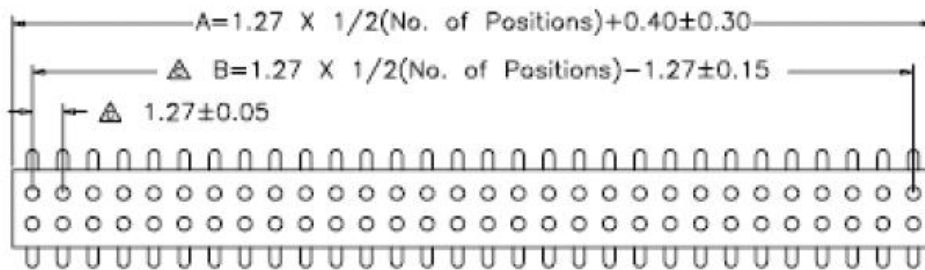 A=1.27 X 1/2(No. of Positions)+0.40±0.30
B=1.27 X 1/2(No. of Positions)-1.27±0.15
1.27±0.05